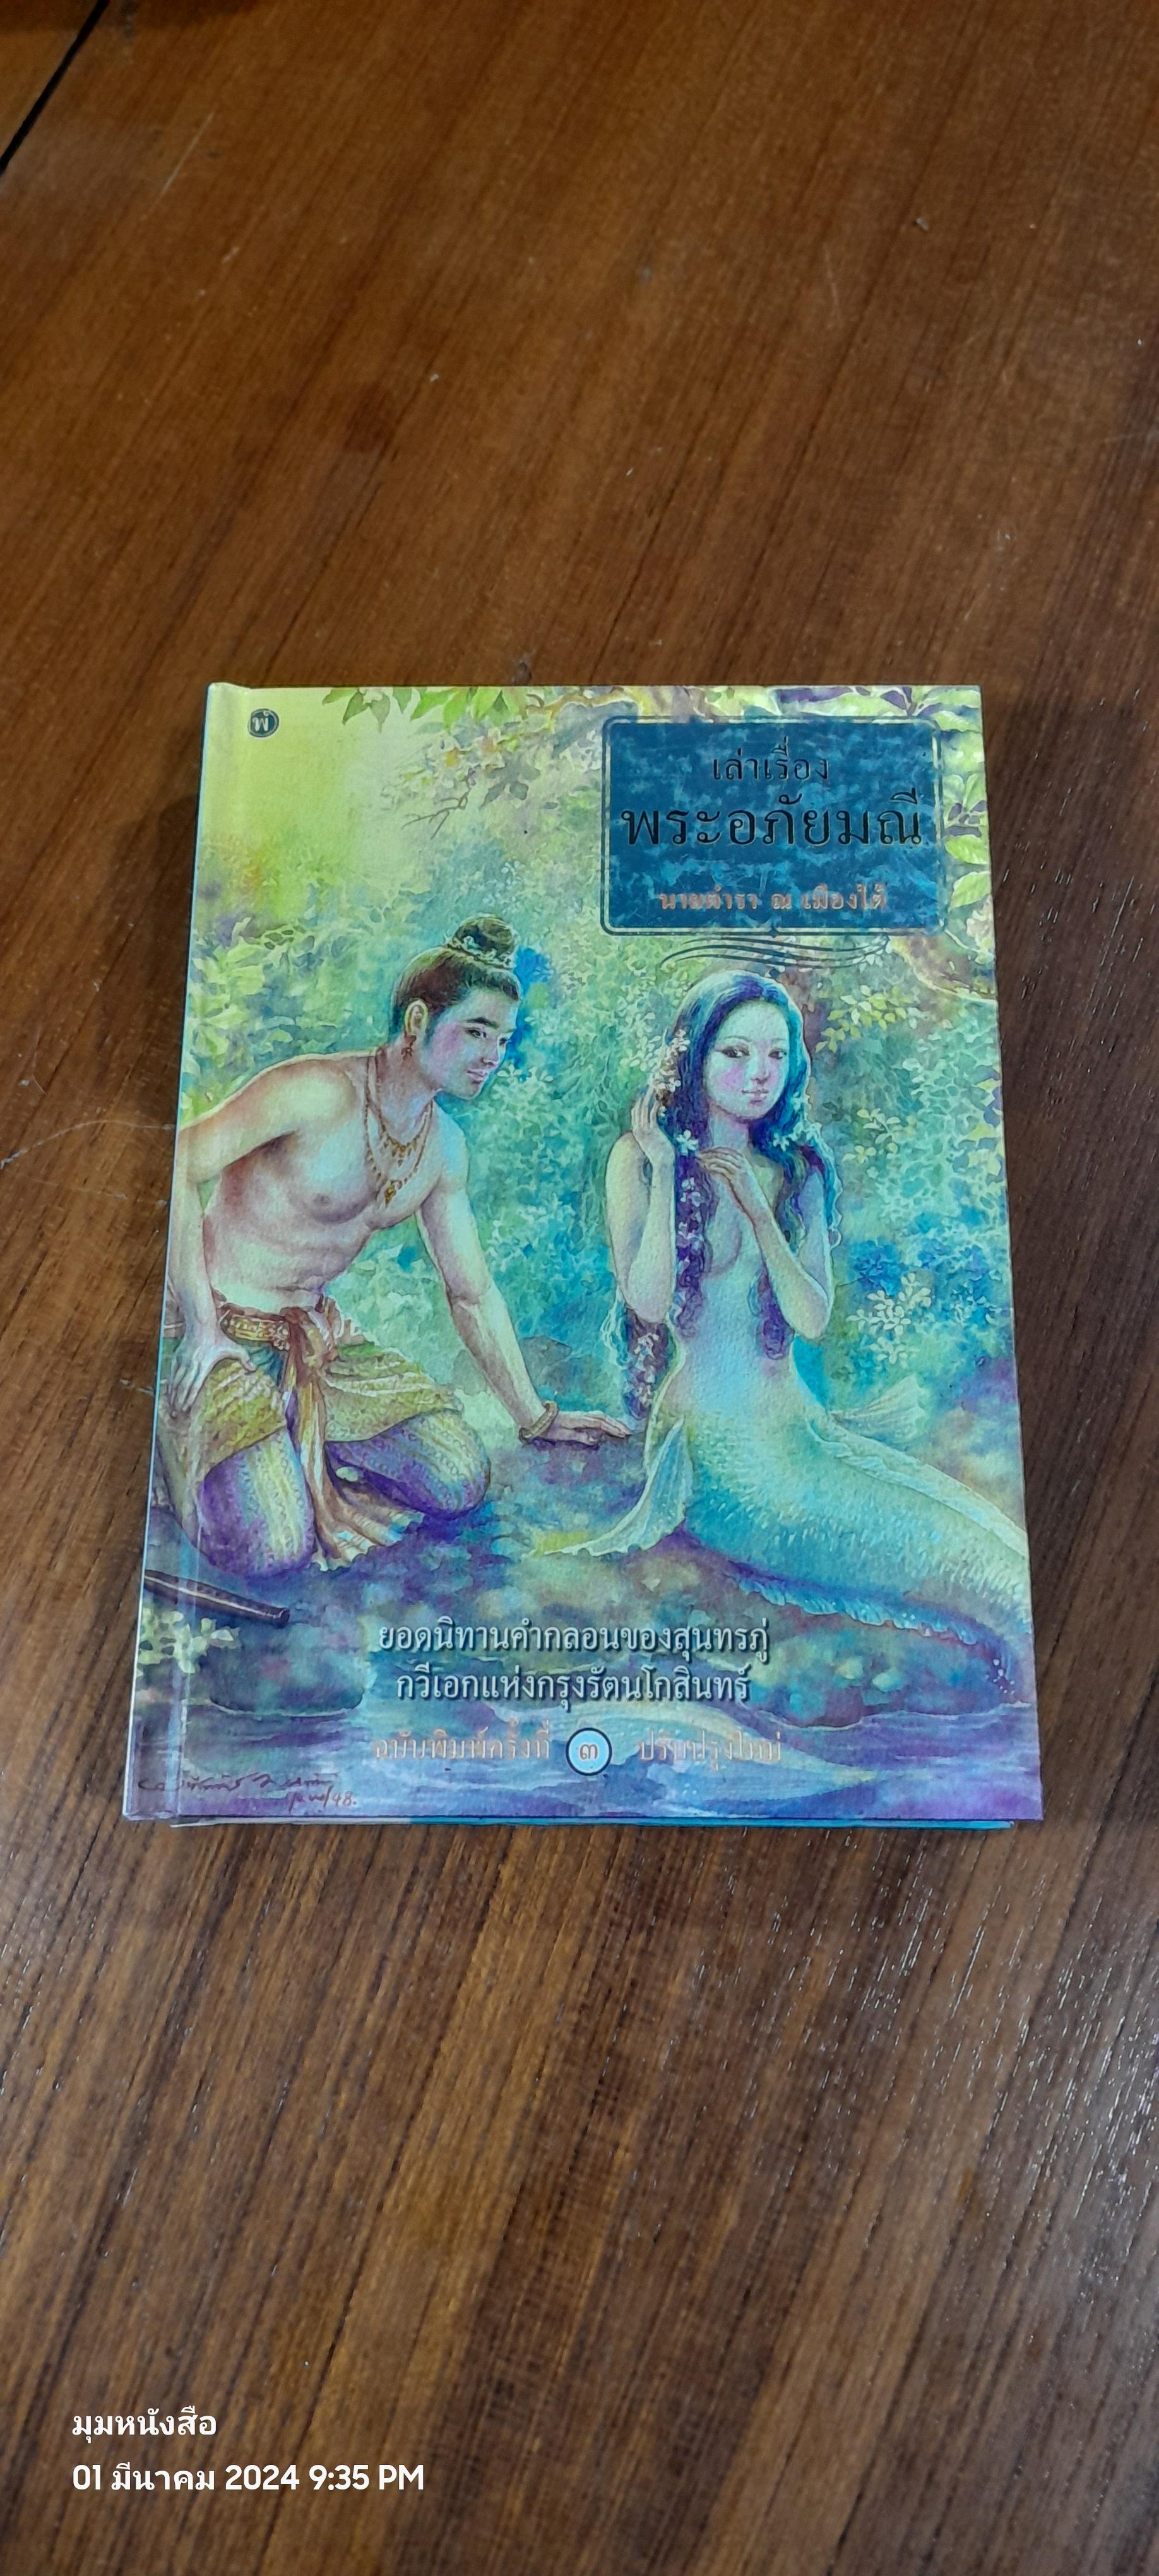 พ
เล่าเรื่อง
พระอภัยมณี
นายตำรา ณ เมืองใต้
ยอดนิทานคำกลอนของสุนทรภู่
กวีเอกแห่งกรุงรัตนโกสินทร์
ฉบับพิมพ์ครั้งที่ ๓ ปรับปรุงใหม่
มุมหนังสือ
01 มีนาคม 2024 9:35 PM